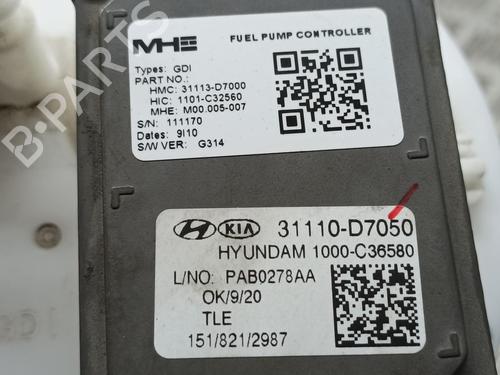 MHE FUEL PUMP CONTROLLER
Types: GDI
PART NO.:
HMC: 31113-D7000
HIC: 1101-C32560
MHE: M00.005-007
S/N: 111170
Dates: 9I10
S/W VER: G314
HYUNDAI KIA 31110-D7050
HYUNDAM 1000-C36580
L/NO: PAB0278AA
OK/9/20
TLE
151/821/2987